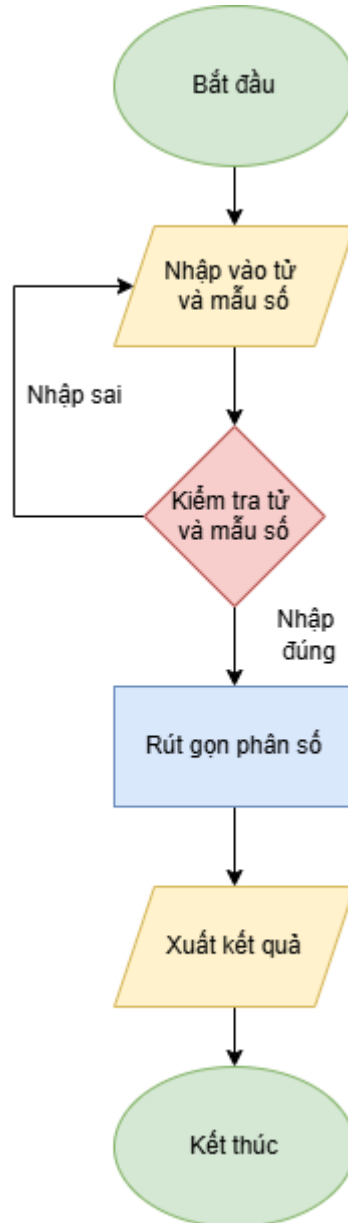 Bắt đầu
Nhập vào tử
và mẫu số
Nhập sai
Kiểm tra tử
và mẫu số
Nhập
đúng
Rút gọn phân số
Xuất kết quả
Kết thúc